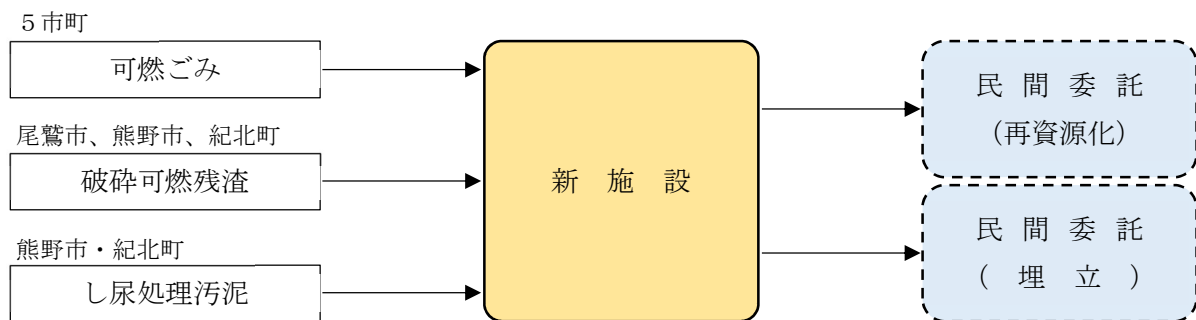 ５市町
可燃ごみ
尾鷲市、熊野市、紀北町
破砕可燃残渣
熊野市・紀北町
し尿処理汚泥
新　施　設
民　間　委　託
(再資源化)
民　間　委　託
(　埋　立　)